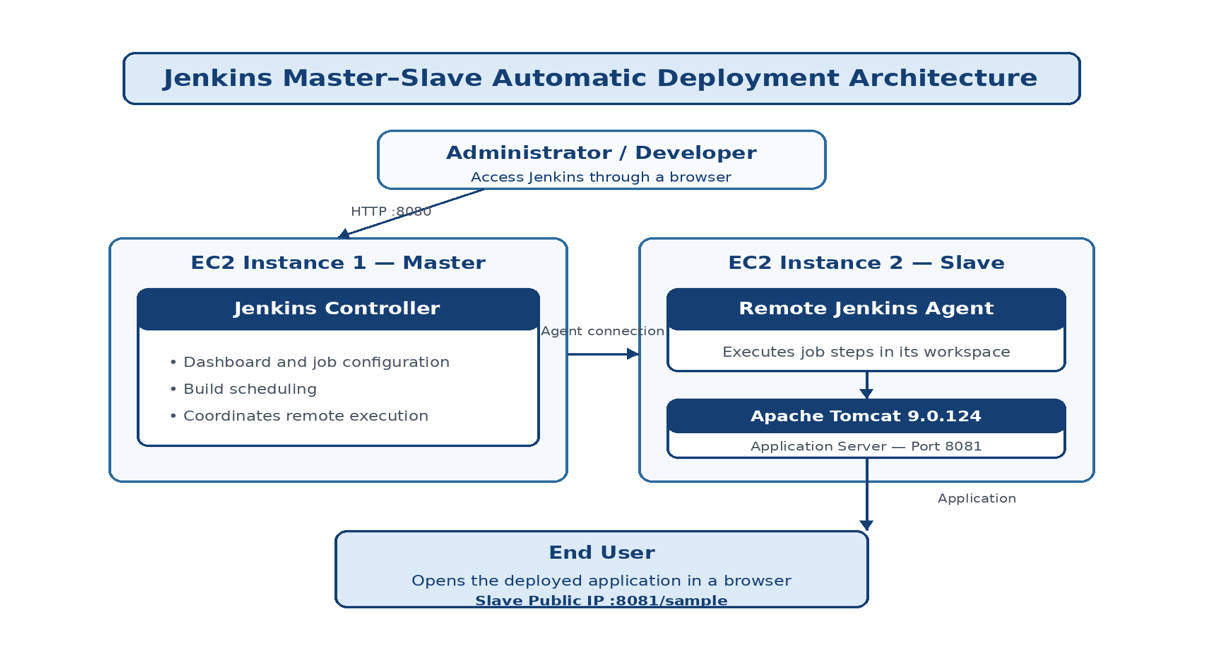 Jenkins Master–Slave Automatic Deployment Architecture
Administrator / Developer
Access Jenkins through a browser
HTTP :8080
EC2 Instance 1 — Master
Jenkins Controller
• Dashboard and job configuration
• Build scheduling
• Coordinates remote execution
Agent connection
EC2 Instance 2 — Slave
Remote Jenkins Agent
Executes job steps in its workspace
Apache Tomcat 9.0.124
Application Server — Port 8081
Application
End User
Opens the deployed application in a browser
Slave Public IP :8081/sample